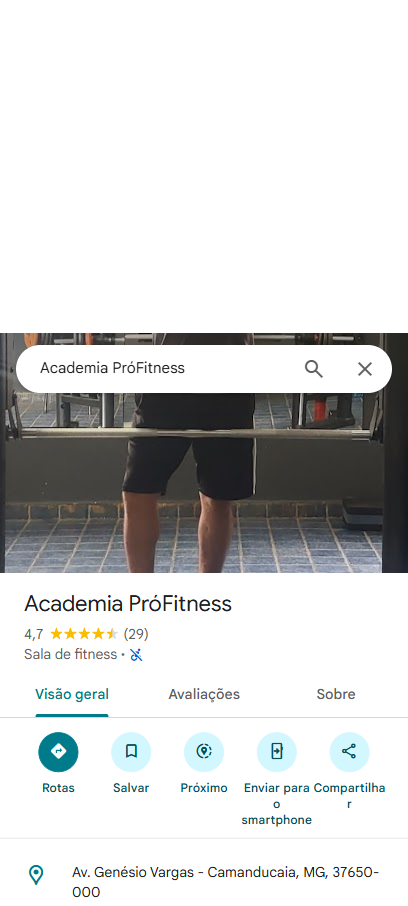 Academia PróFitness
Academia PróFitness
4,7 (29)
Sala de fitness ·
Visão geral
Avaliações
Sobre
Rotas
Salvar
Próximo
Enviar para
o
smartphone
Compartilha
r
Av. Genésio Vargas - Camanducaia, MG, 37650-
000